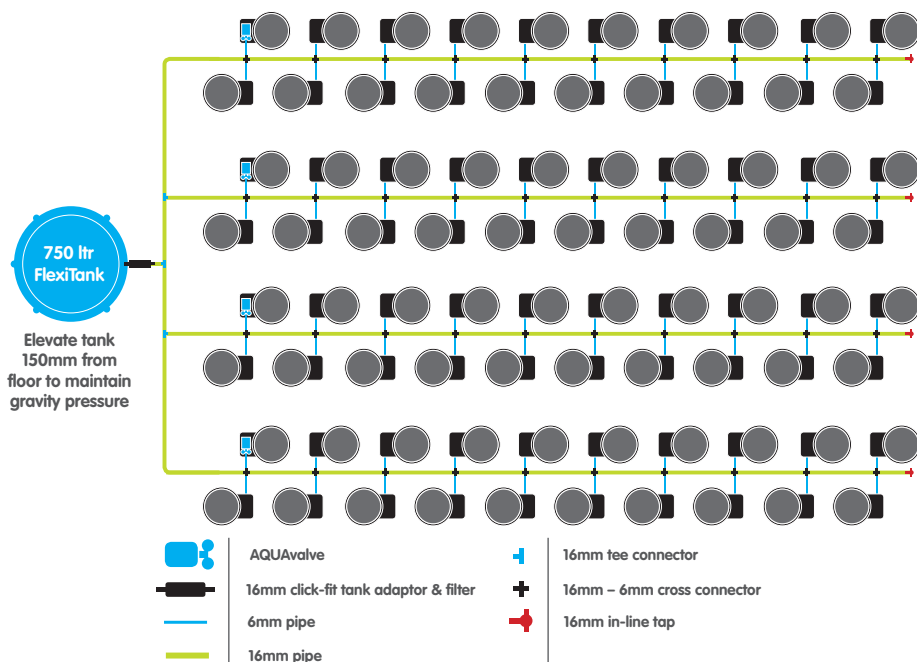 750 ltr
FlexiTank
Elevate tank
150mm from
floor to maintain
gravity pressure
AQUAvalve
16mm click-fit tank adaptor & filter
6mm pipe
16mm pipe
16mm tee connector
16mm – 6mm cross connector
16mm in-line tap